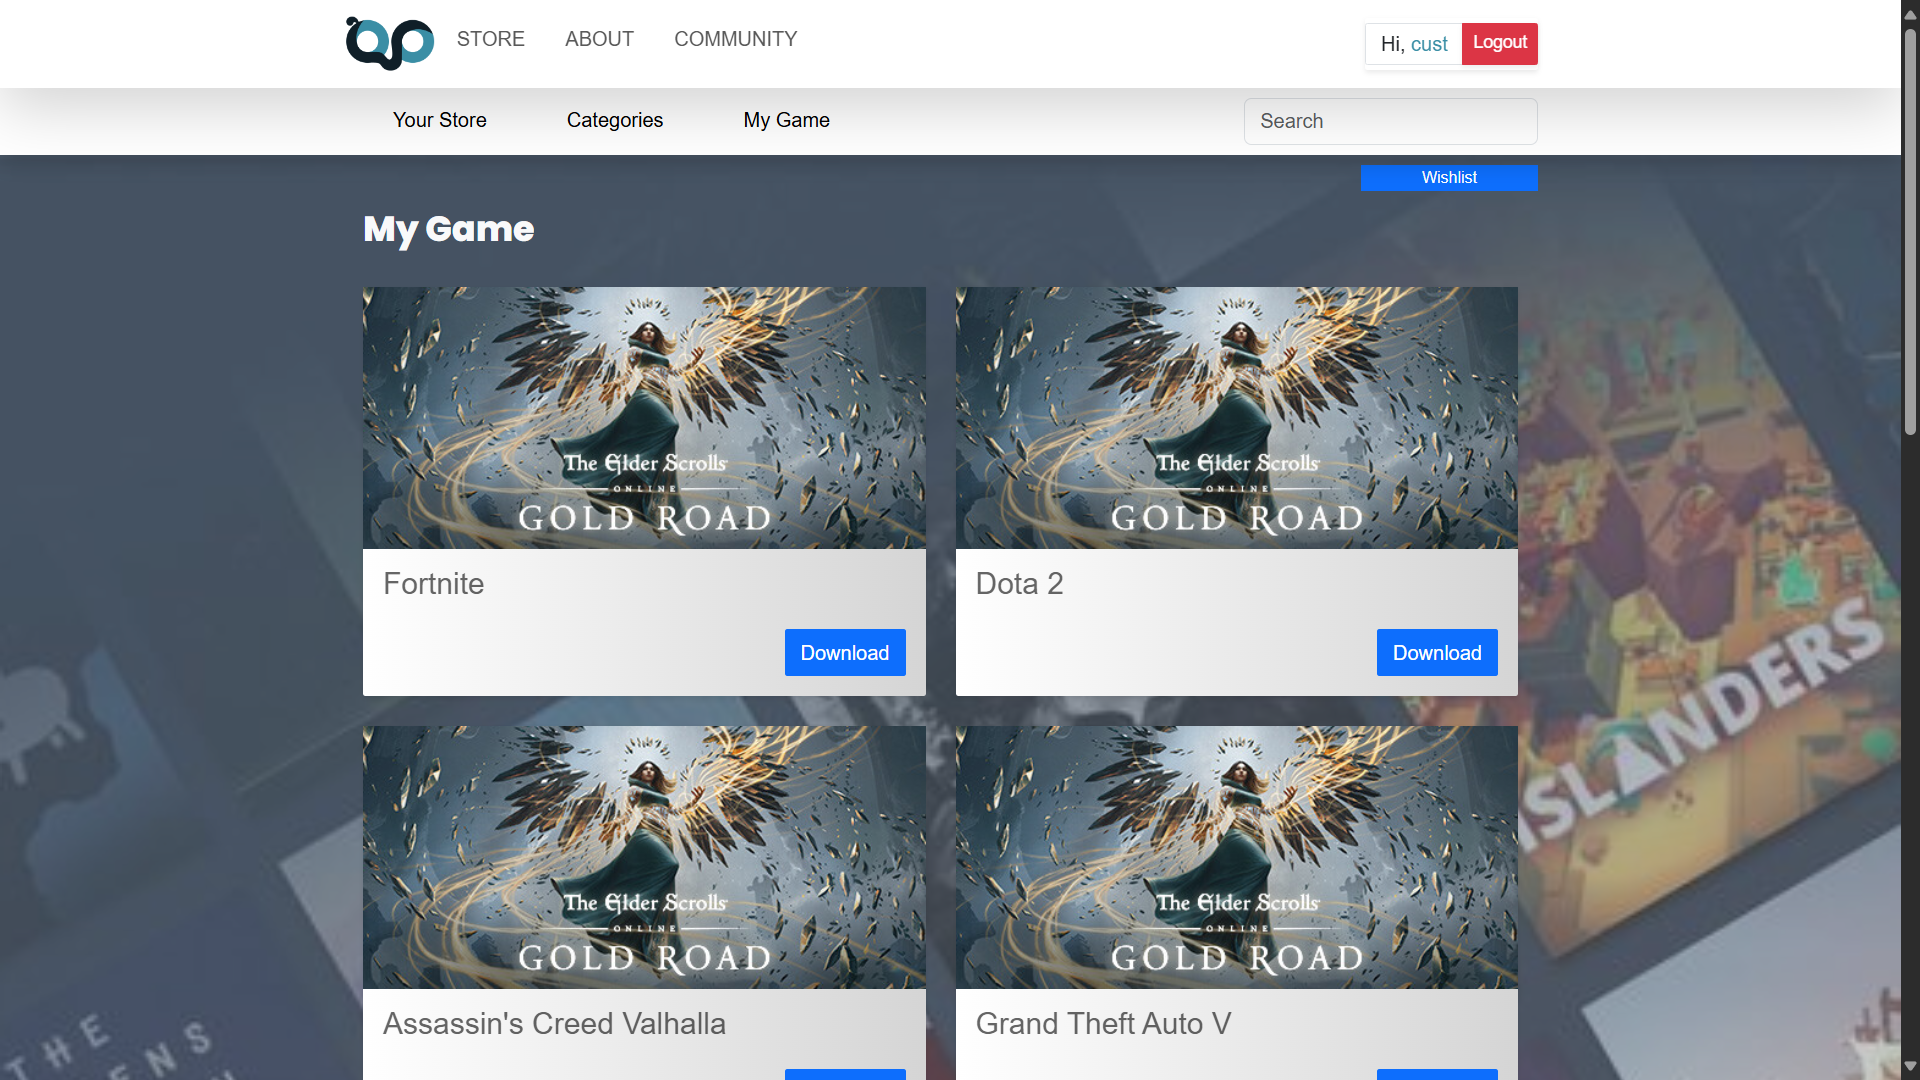 STORE ABOUT COMMUNITY
Hi, cust Logout
Your Store Categories My Game
Search
Wishlist
My Game
The Elder Scrolls
ONLINE
GOLD ROAD
Fortnite
Download
The Elder Scrolls
ONLINE
GOLD ROAD
Dota 2
Download
The Elder Scrolls
ONLINE
GOLD ROAD
Assassin's Creed Valhalla
The Elder Scrolls
ONLINE
GOLD ROAD
Grand Theft Auto V
ISLANDERS
THE